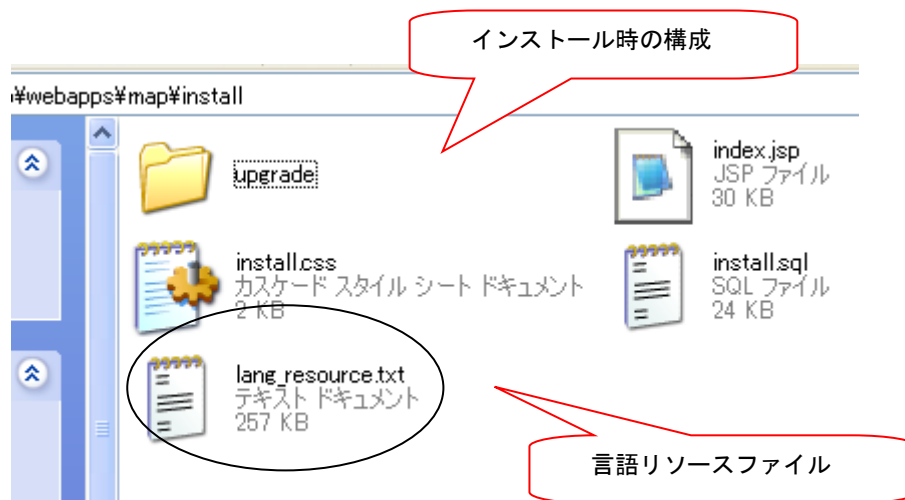 インストール時の構成
¥webapps¥map¥install
upgrade
index.jsp
JSP ファイル
30 KB
install.css
カスケード スタイル シート ドキュメント
2 KB
install.sql
SQL ファイル
24 KB
lang_resource.txt
テキスト ドキュメント
257 KB
言語リソースファイル